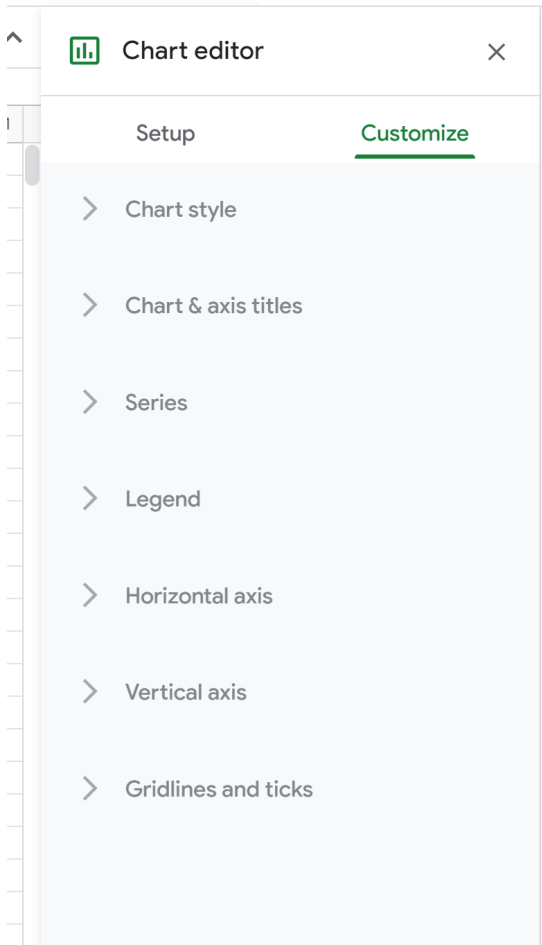 Chart editor
Setup Customize
Chart style
Chart & axis titles
Series
Legend
Horizontal axis
Vertical axis
Gridlines and ticks